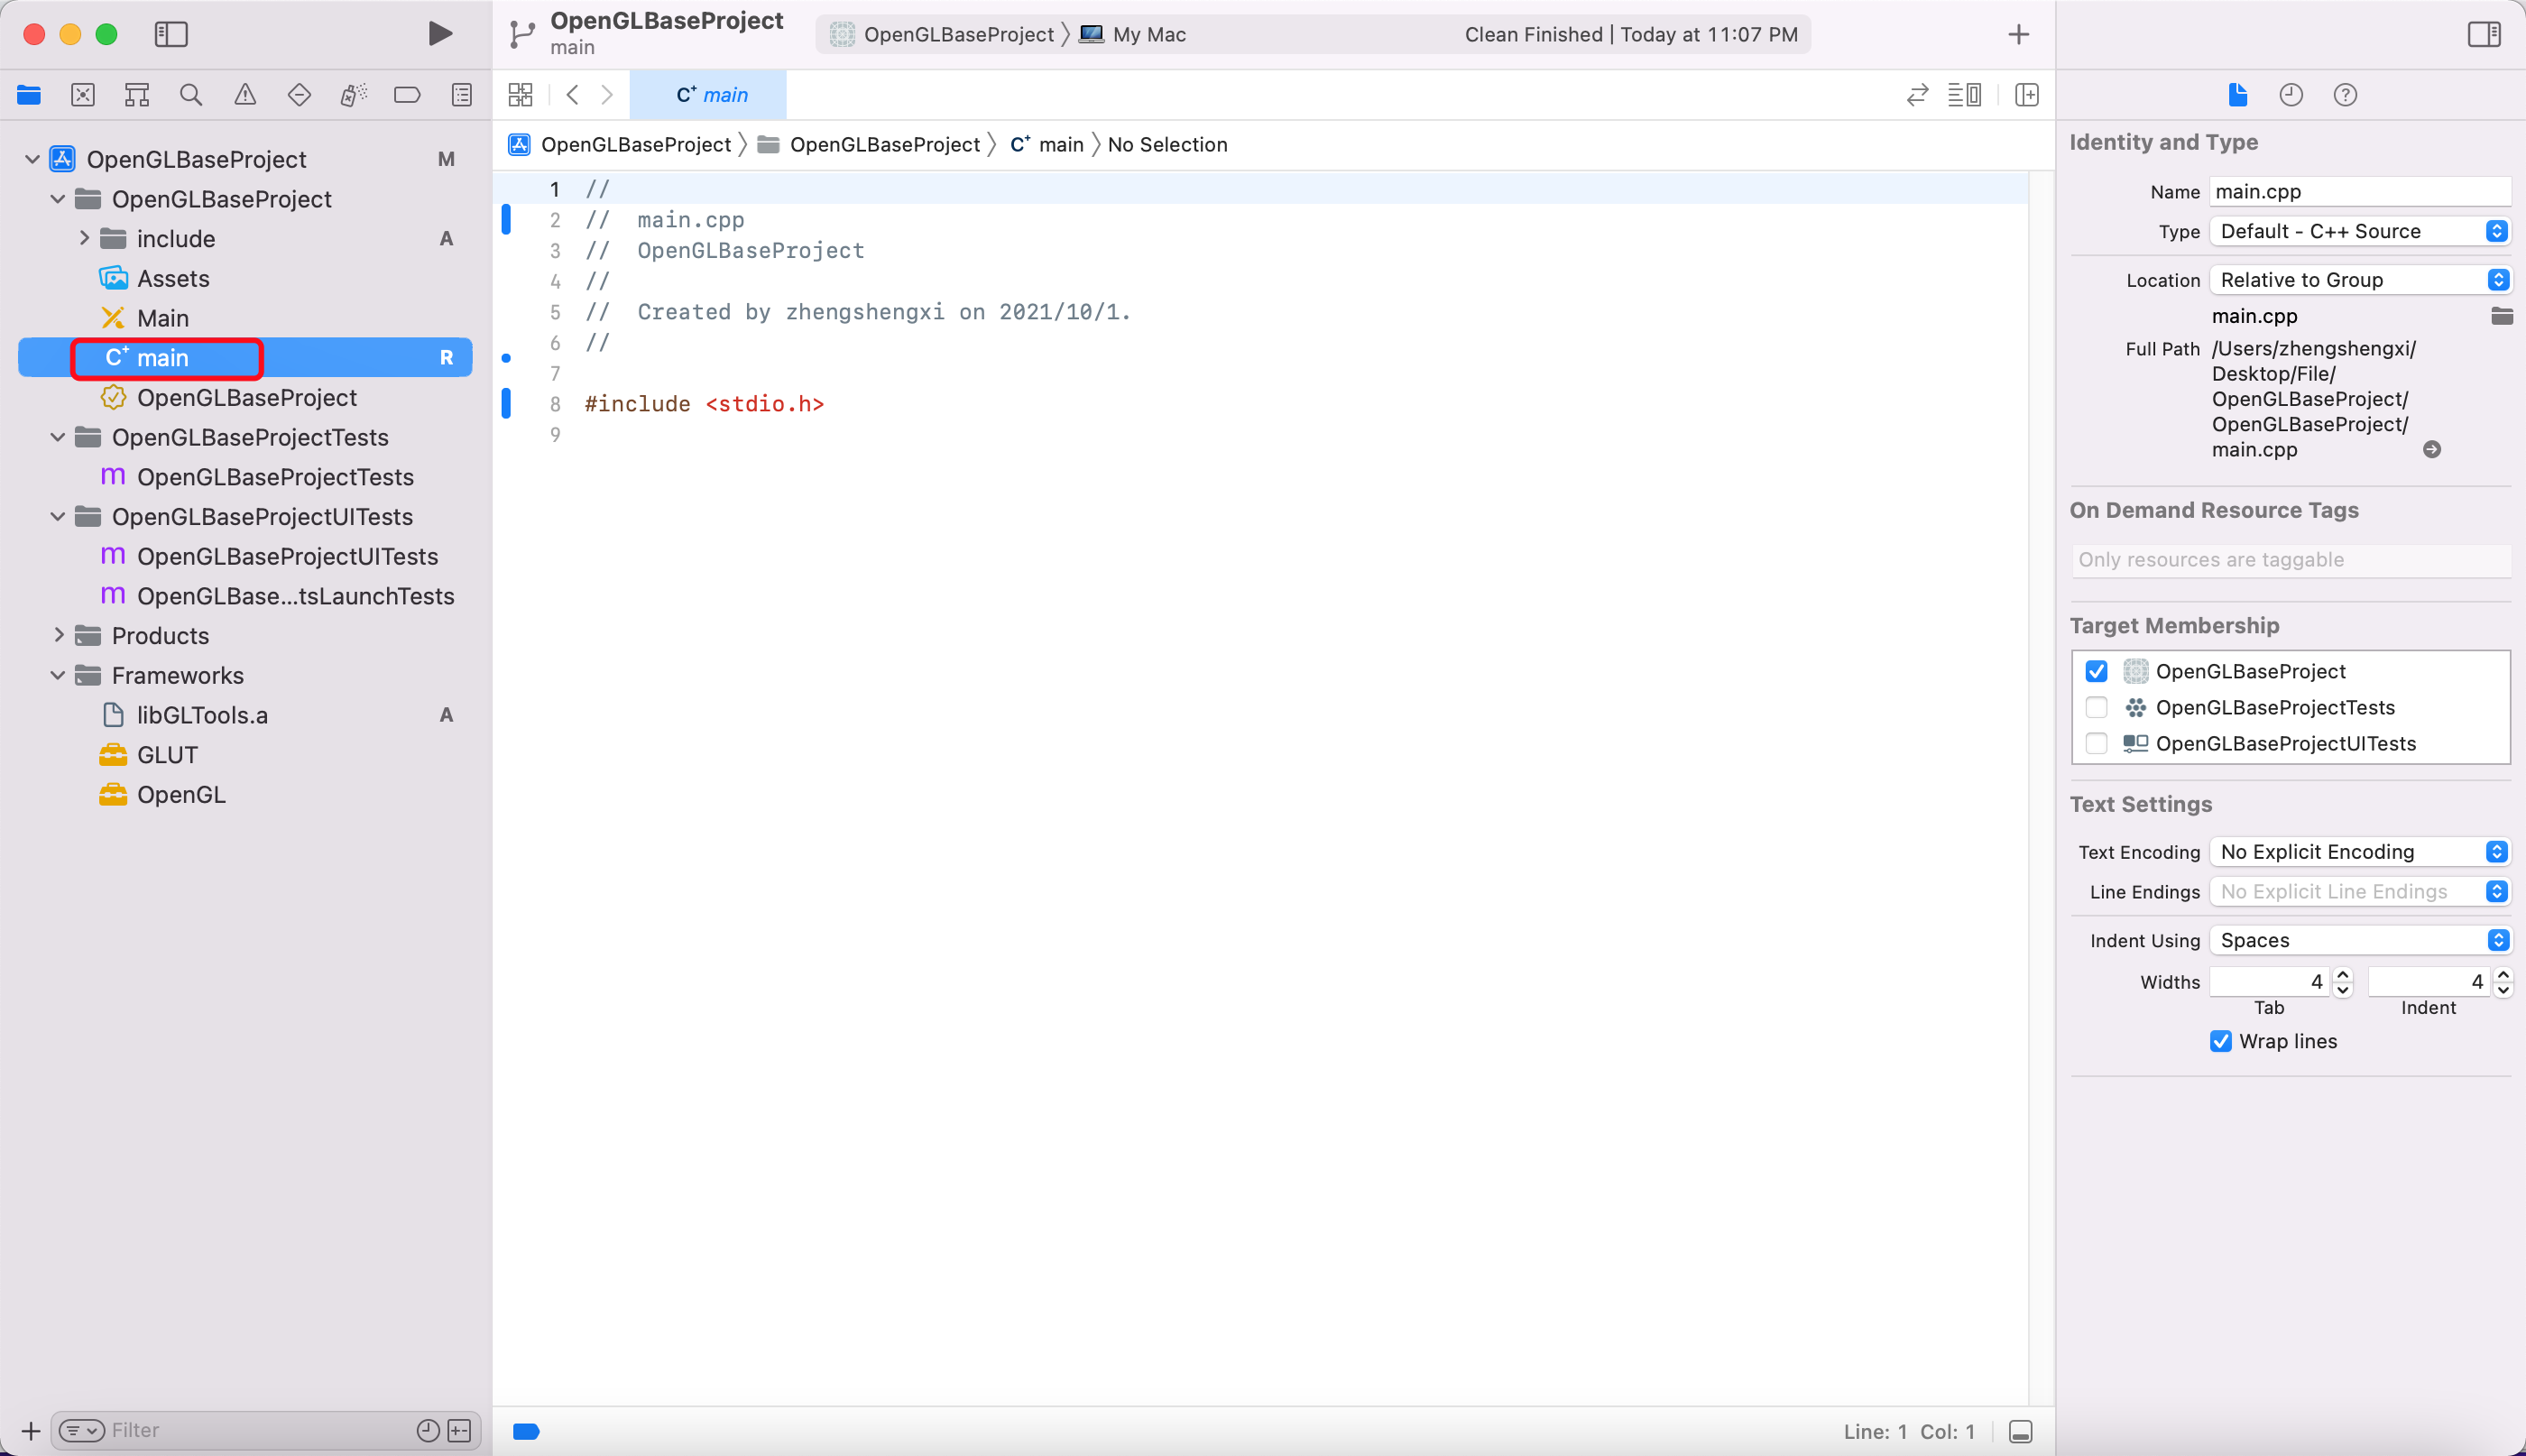 OpenGLBaseProject
main
OpenGLBaseProject 〉 My Mac
Clean Finished | Today at 11:07 PM
C+ main
OpenGLBaseProject 〉 OpenGLBaseProject 〉 C+ main 〉 No Selection
OpenGLBaseProject M
OpenGLBaseProject
include A
Assets
Main
C+ main R
OpenGLBaseProject
OpenGLBaseProjectTests
m OpenGLBaseProjectTests
OpenGLBaseProjectUITests
m OpenGLBaseProjectUITests
m OpenGLBase...tsLaunchTests
Products
Frameworks
libGLTools.a A
GLUT
OpenGL
Filter
1 //
2 // main.cpp
3 // OpenGLBaseProject
4 //
5 // Created by zhengshengxi on 2021/10/1.
6 //
7
8 #include <stdio.h>
9
Line: 1 Col: 1
Identity and Type
Name main.cpp
Type Default - C++ Source
Location Relative to Group
main.cpp
Full Path /Users/zhengshengxi/
Desktop/File/
OpenGLBaseProject/
OpenGLBaseProject/
main.cpp
On Demand Resource Tags
Only resources are taggable
Target Membership
OpenGLBaseProject
OpenGLBaseProjectTests
OpenGLBaseProjectUITests
Text Settings
Text Encoding No Explicit Encoding
Line Endings No Explicit Line Endings
Indent Using Spaces
Widths 4 4
Tab Indent
Wrap lines